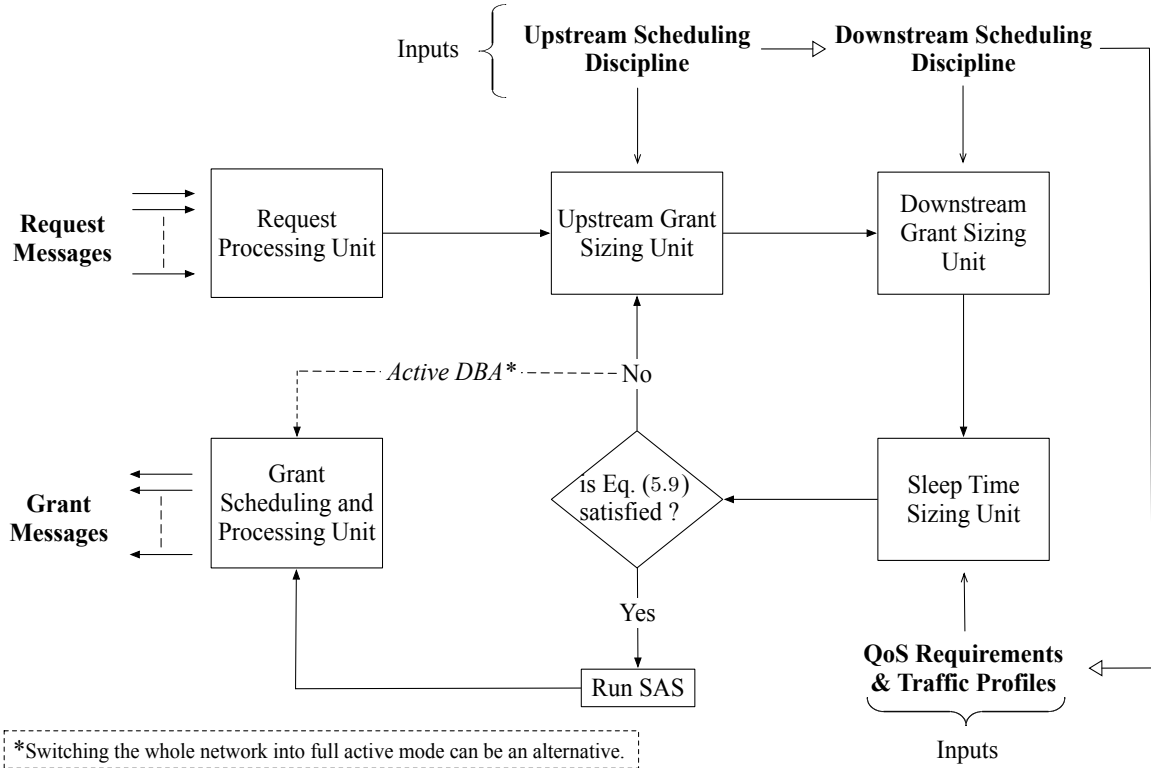 Inputs
Upstream Scheduling
Discipline
Downstream Scheduling
Discipline
Request
Messages
Request
Processing Unit
Upstream Grant
Sizing Unit
Downstream
Grant Sizing
Unit
Active DBA*
No
Grant
Messages
Grant
Scheduling and
Processing Unit
is Eq. (5.9)
satisfied ?
Sleep Time
Sizing Unit
Yes
Run SAS
QoS Requirements
& Traffic Profiles
Inputs
*Switching the whole network into full active mode can be an alternative.